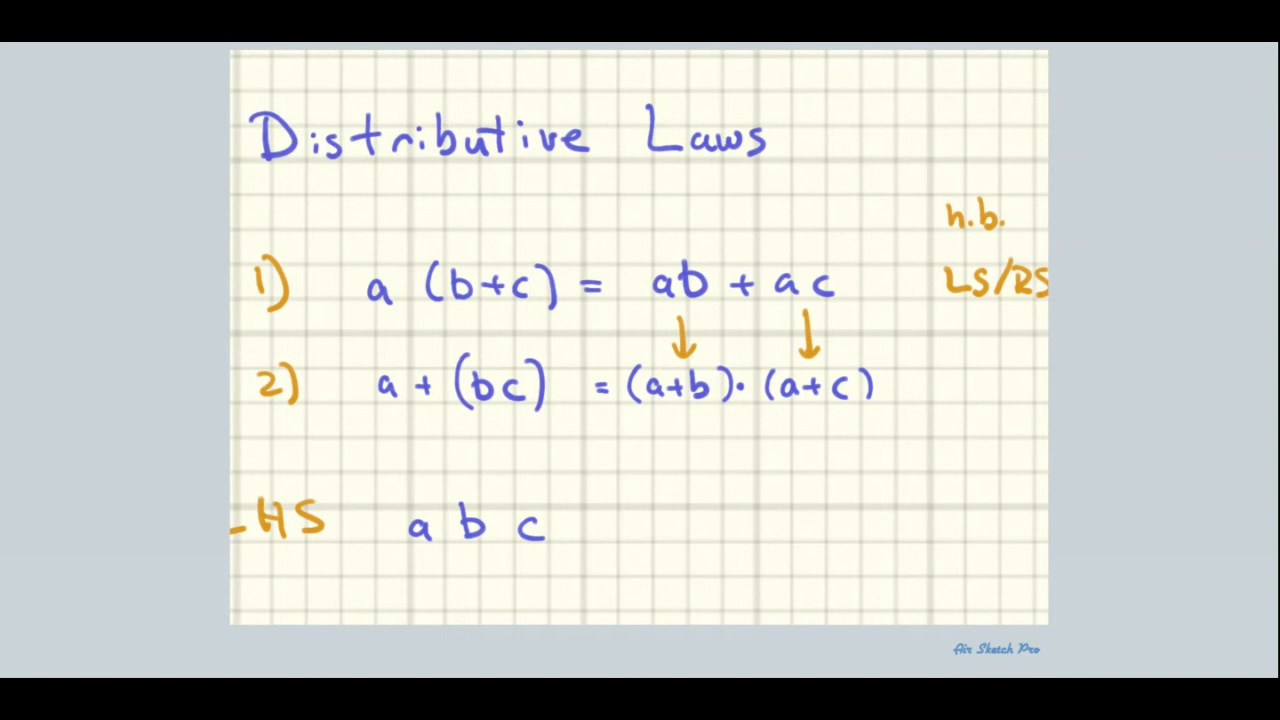 Distributive Laws
n.b.
1) a (b+c) = ab + ac LS/RS
↓ ↓
2) a + (bc) = (a+b)·(a+c)
-HS a b c
Air Sketch Pro